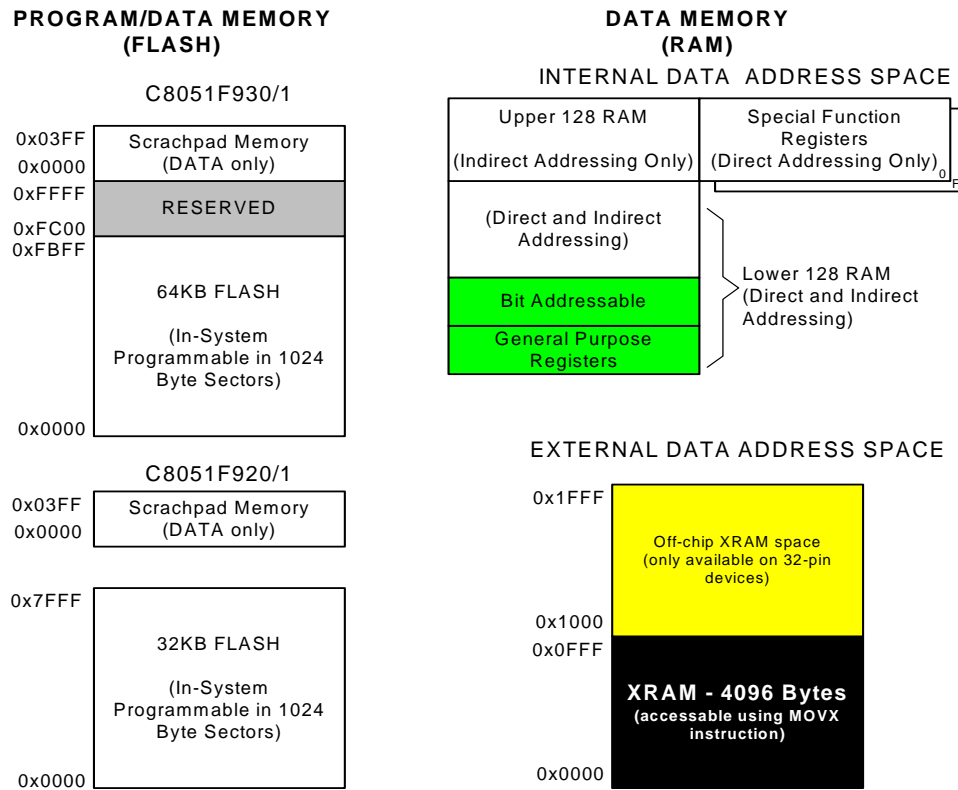 PROGRAM/DATA MEMORY
(FLASH)
C8051F930/1
0x03FF
Scrachpad Memory
(DATA only)
0x0000
0xFFFF
RESERVED
0xFC00
0xFBFF
64KB FLASH
(In-System
Programmable in 1024
Byte Sectors)
0x0000
C8051F920/1
0x03FF
Scrachpad Memory
(DATA only)
0x0000
0x7FFF
32KB FLASH
(In-System
Programmable in 1024
Byte Sectors)
0x0000
DATA MEMORY
(RAM)
INTERNAL DATA ADDRESS SPACE
Upper 128 RAM
(Indirect Addressing Only)
Special Function
Registers
(Direct Addressing Only)
0
F
(Direct and Indirect
Addressing)
Bit Addressable
General Purpose
Registers
Lower 128 RAM
(Direct and Indirect
Addressing)
EXTERNAL DATA ADDRESS SPACE
0x1FFF
Off-chip XRAM space
(only available on 32-pin
devices)
0x1000
0x0FFF
XRAM - 4096 Bytes
(accessable using MOVX
instruction)
0x0000